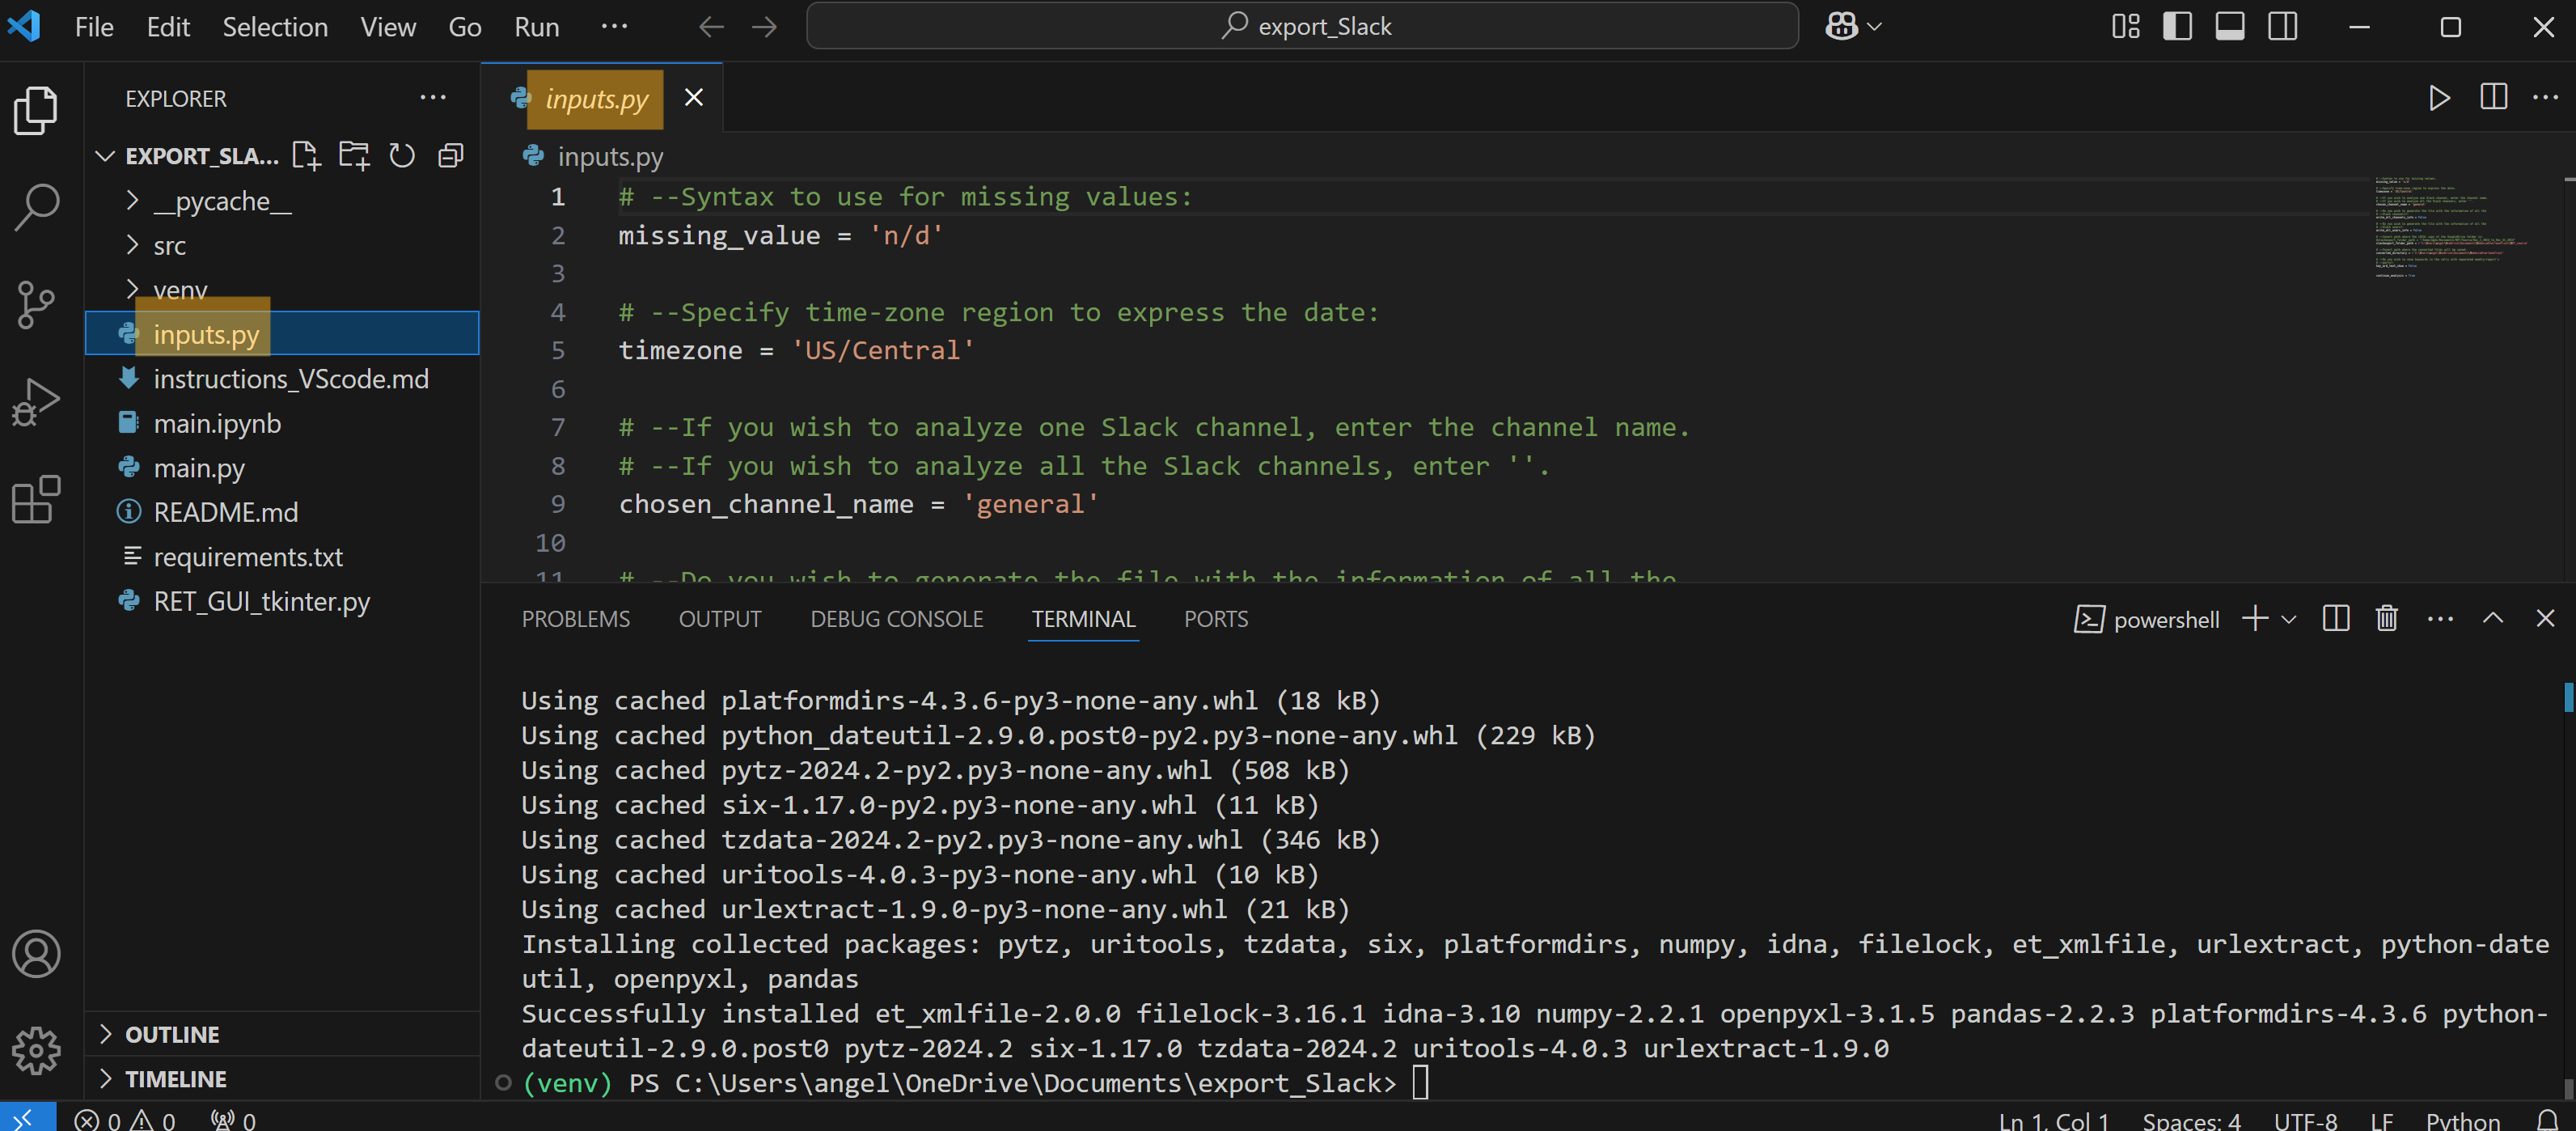 File Edit Selection View Go Run ··· export_Slack
EXPLORER ···
EXPORT_SLA...
__pycache__
src
venv
inputs.py
instructions_VScode.md
main.ipynb
main.py
README.md
requirements.txt
RET_GUI_tkinter.py
OUTLINE
TIMELINE
inputs.py
inputs.py
1 # --Syntax to use for missing values:
2 missing_value = 'n/d'
3
4 # --Specify time-zone region to express the date:
5 timezone = 'US/Central'
6
7 # --If you wish to analyze one Slack channel, enter the channel name.
8 # --If you wish to analyze all the Slack channels, enter ''.
9 chosen_channel_name = 'general'
10
11 # --Do you wish to generate the file with the information of all the
PROBLEMS OUTPUT DEBUG CONSOLE TERMINAL PORTS powershell
Using cached platformdirs-4.3.6-py3-none-any.whl (18 kB)
Using cached python_dateutil-2.9.0.post0-py2.py3-none-any.whl (229 kB)
Using cached pytz-2024.2-py2.py3-none-any.whl (508 kB)
Using cached six-1.17.0-py2.py3-none-any.whl (11 kB)
Using cached tzdata-2024.2-py2.py3-none-any.whl (346 kB)
Using cached uritools-4.0.3-py3-none-any.whl (10 kB)
Using cached urlextract-1.9.0-py3-none-any.whl (21 kB)
Installing collected packages: pytz, uritools, tzdata, six, platformdirs, numpy, idna, filelock, et_xmlfile, urlextract, python-date
util, openpyxl, pandas
Successfully installed et_xmlfile-2.0.0 filelock-3.16.1 idna-3.10 numpy-2.2.1 openpyxl-3.1.5 pandas-2.2.3 platformdirs-4.3.6 python-
dateutil-2.9.0.post0 pytz-2024.2 six-1.17.0 tzdata-2024.2 uritools-4.0.3 urlextract-1.9.0
(venv) PS C:\Users\angel\OneDrive\Documents\export_Slack>
0 0 0 Ln 1, Col 1 Spaces: 4 UTF-8 LF Python